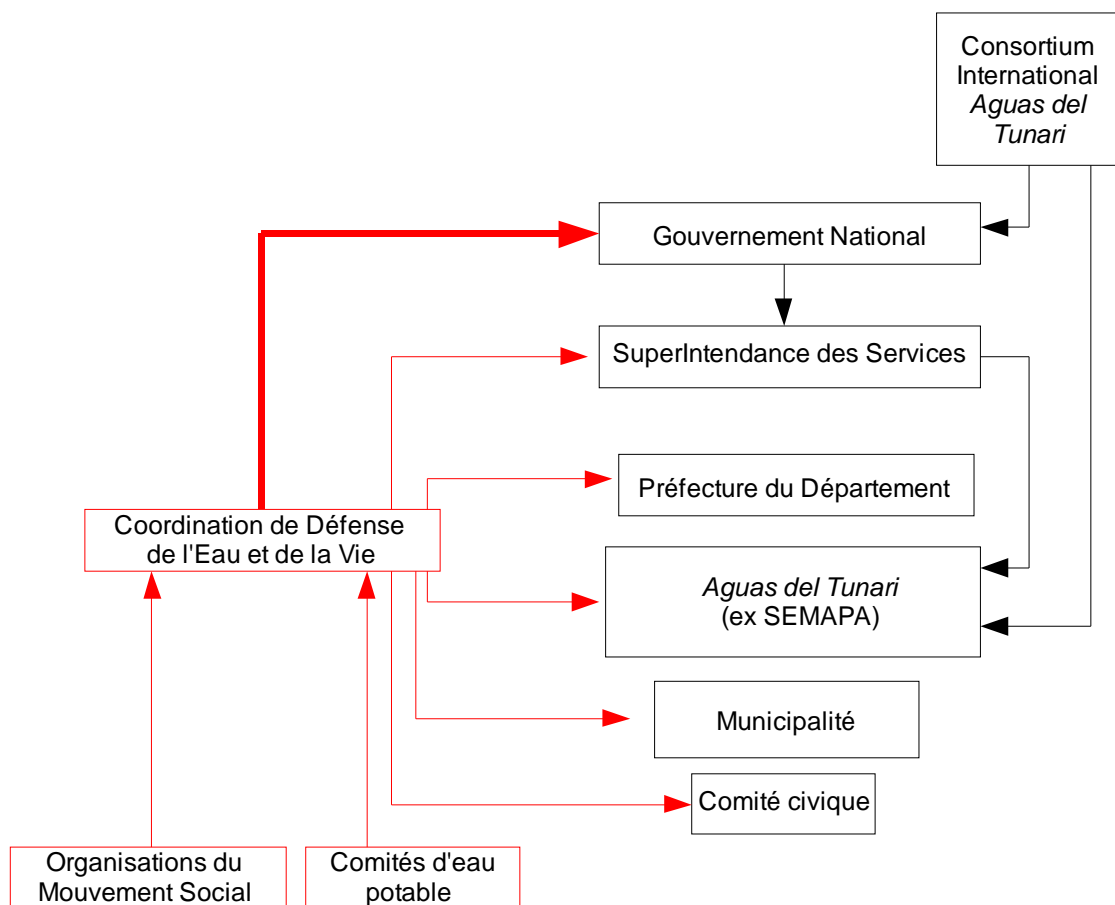 Consortium
International
Aguas del
Tunari
Gouvernement National
SuperIntendance des Services
Préfecture du Département
Coordination de Défense
de l'Eau et de la Vie
Aguas del Tunari
(ex SEMAPA)
Municipalité
Comité civique
Organisations du
Mouvement Social
Comités d'eau
potable